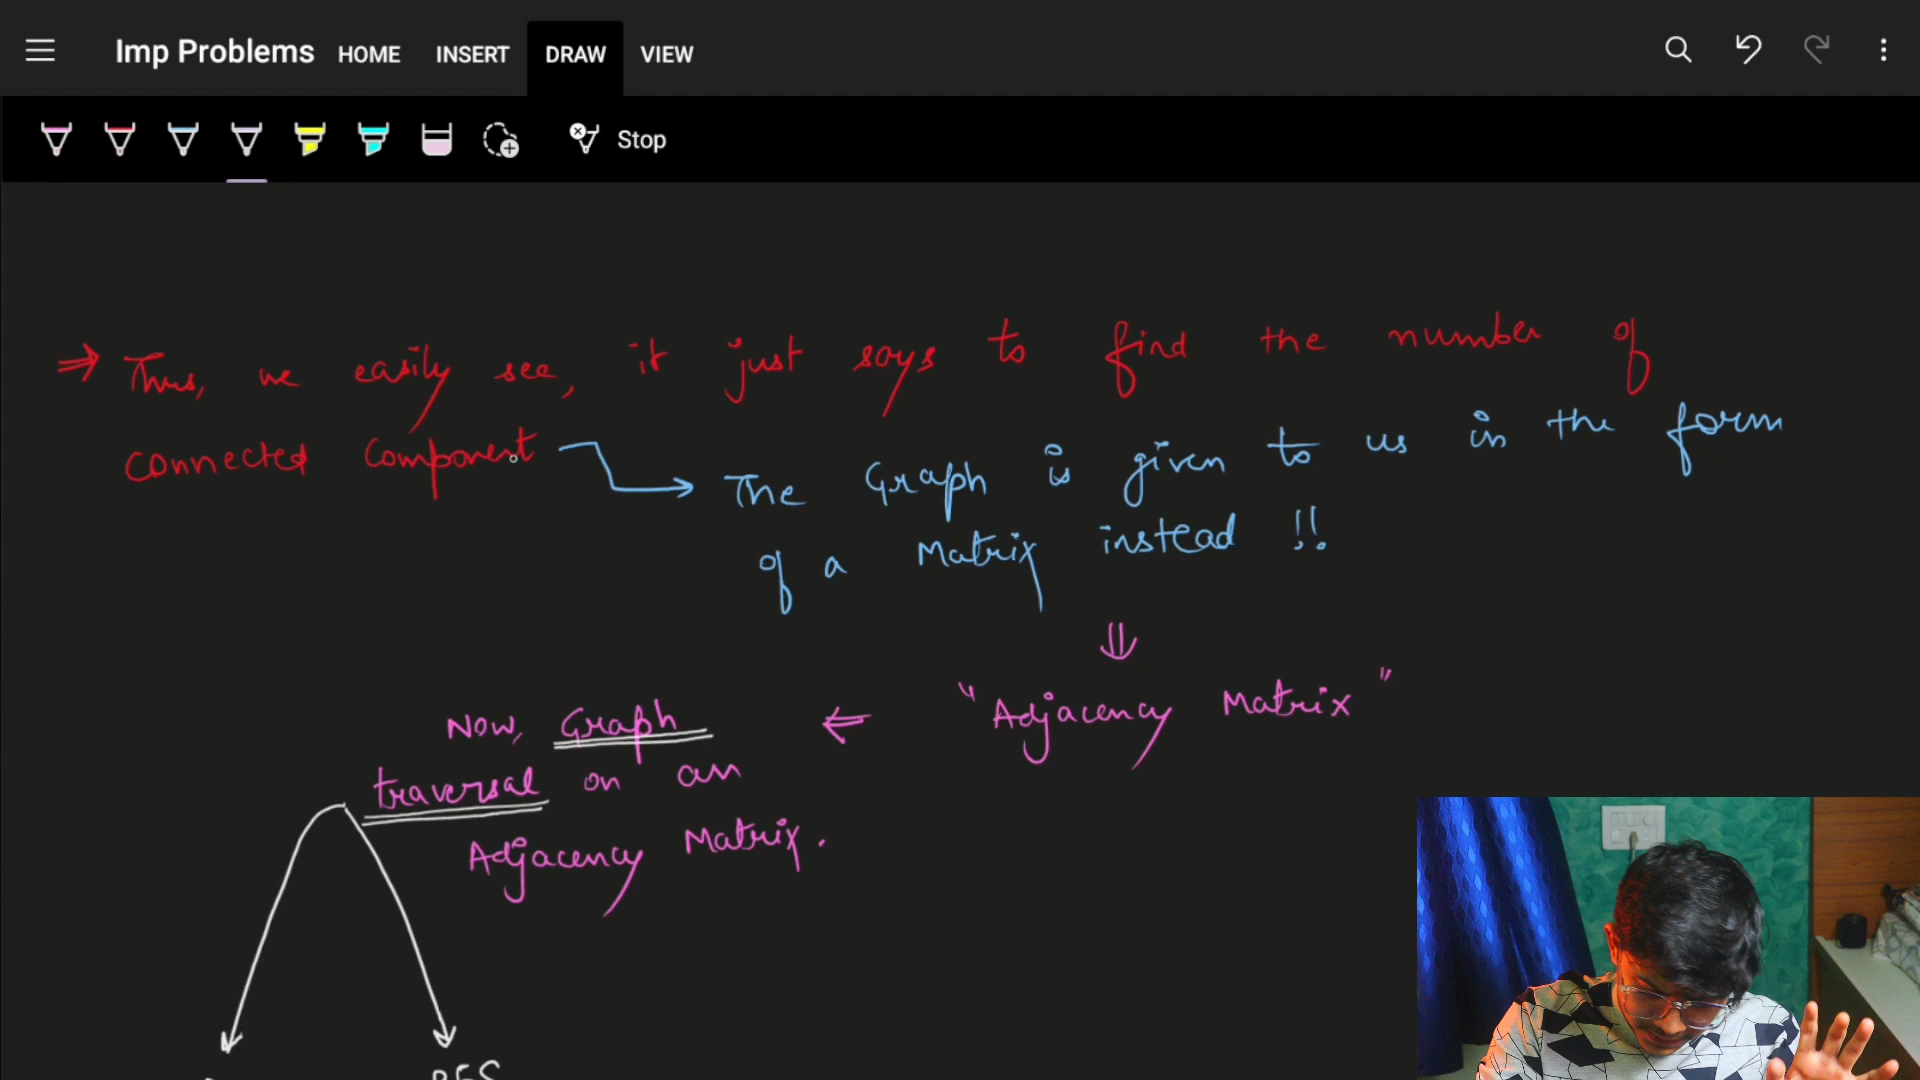 Imp Problems HOME INSERT DRAW VIEW
Stop
⇒ Thus, we easily see, it just says to find the number of
connected component → The Graph is given to us in the form
of a Matrix instead !!
⇓
Now, Graph ⇐ "Adjacency Matrix"
traversal on an
Adjacency Matrix.